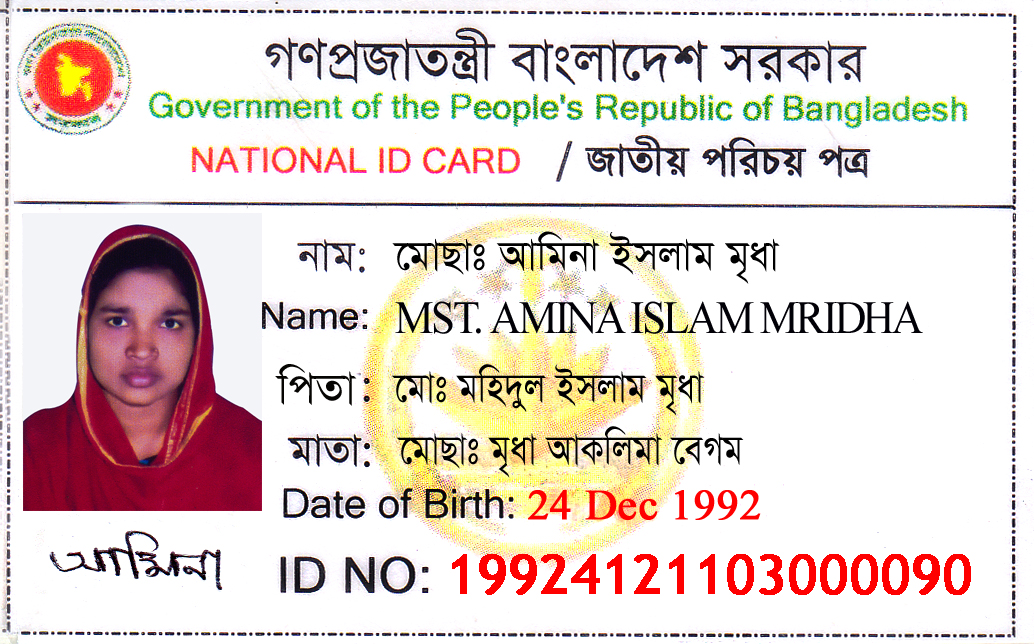 গণপ্রজাতন্ত্রী বাংলাদেশ সরকার
Government of the People's Republic of Bangladesh
NATIONAL ID CARD / জাতীয় পরিচয় পত্র
নাম: মোছাঃ আমিনা ইসলাম মৃধা
Name: MST. AMINA ISLAM MRIDHA
পিতা: মোঃ মহিদুল ইসলাম মৃধা
মাতা: মোছাঃ মৃধা আকলিমা বেগম
Date of Birth: 24 Dec 1992
আমিনা
ID NO: 19924121103000090